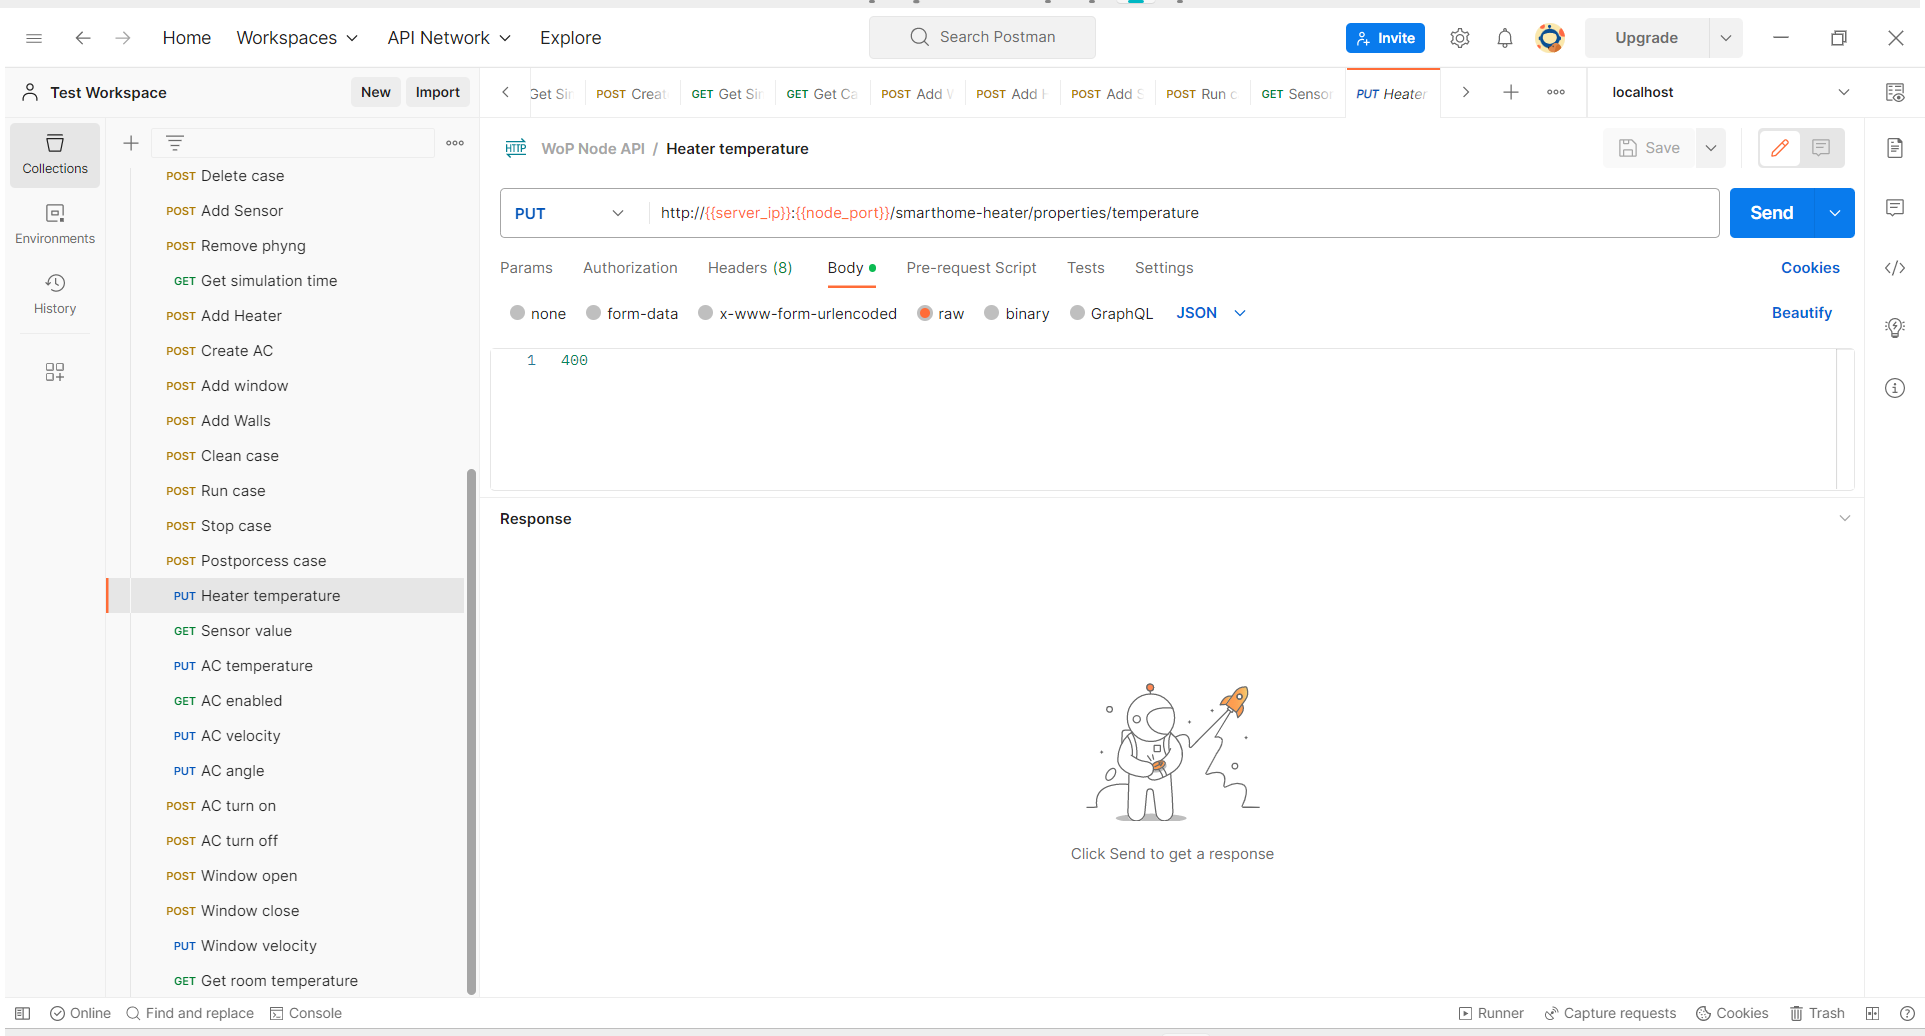 Home Workspaces API Network Explore Search Postman Invite Upgrade
Test Workspace New Import
Get Sin POST Creat GET Get Sin GET Get Ca POST Add POST Add POST Add S POST Run c GET Sensor PUT Heater localhost
Collections
Environments
History
POST Delete case
POST Add Sensor
POST Remove phyng
GET Get simulation time
POST Add Heater
POST Create AC
POST Add window
POST Add Walls
POST Clean case
POST Run case
POST Stop case
POST Postporcess case
PUT Heater temperature
GET Sensor value
PUT AC temperature
GET AC enabled
PUT AC velocity
PUT AC angle
POST AC turn on
POST AC turn off
POST Window open
POST Window close
PUT Window velocity
GET Get room temperature
HTTP WoP Node API / Heater temperature Save
PUT http://{{server_ip}}:{{node_port}}/smarthome-heater/properties/temperature Send
Params Authorization Headers (8) Body Pre-request Script Tests Settings Cookies
none form-data x-www-form-urlencoded raw binary GraphQL JSON Beautify
1 400
Response
Click Send to get a response
Online Find and replace Console Runner Capture requests Cookies Trash